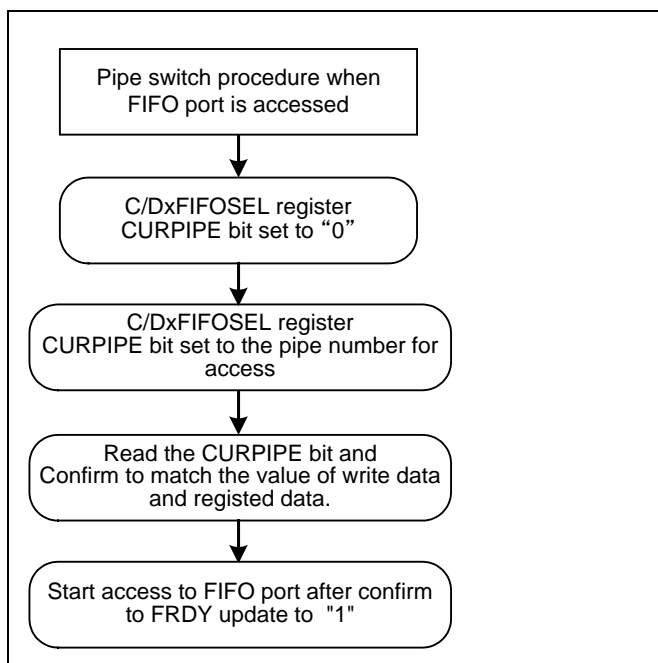 Pipe switch procedure when
FIFO port is accessed
C/DxFIFOSEL register
CURPIPE bit set to “0”
C/DxFIFOSEL register
CURPIPE bit set to the pipe number for
access
Read the CURPIPE bit and
Confirm to match the value of write data
and registed data.
Start access to FIFO port after confirm
to FRDY update to "1"